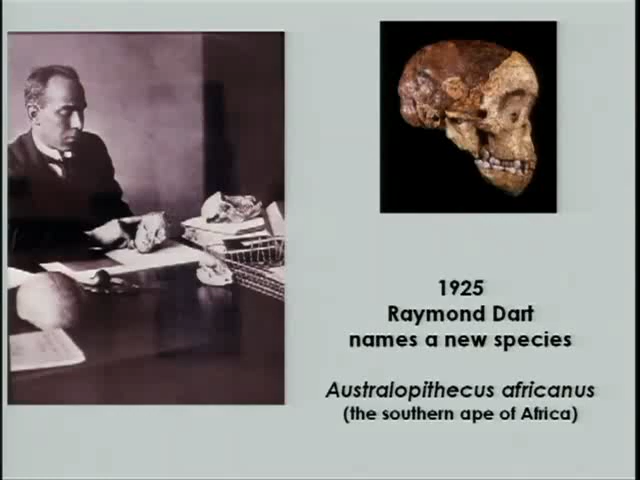 1925
Raymond Dart
names a new species
Australopithecus africanus
(the southern ape of Africa)